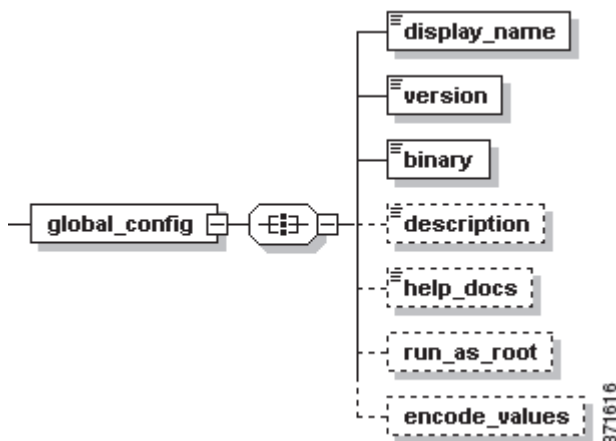 display_name
version
binary
global_config
description
help_docs
run_as_root
encode_values
371616